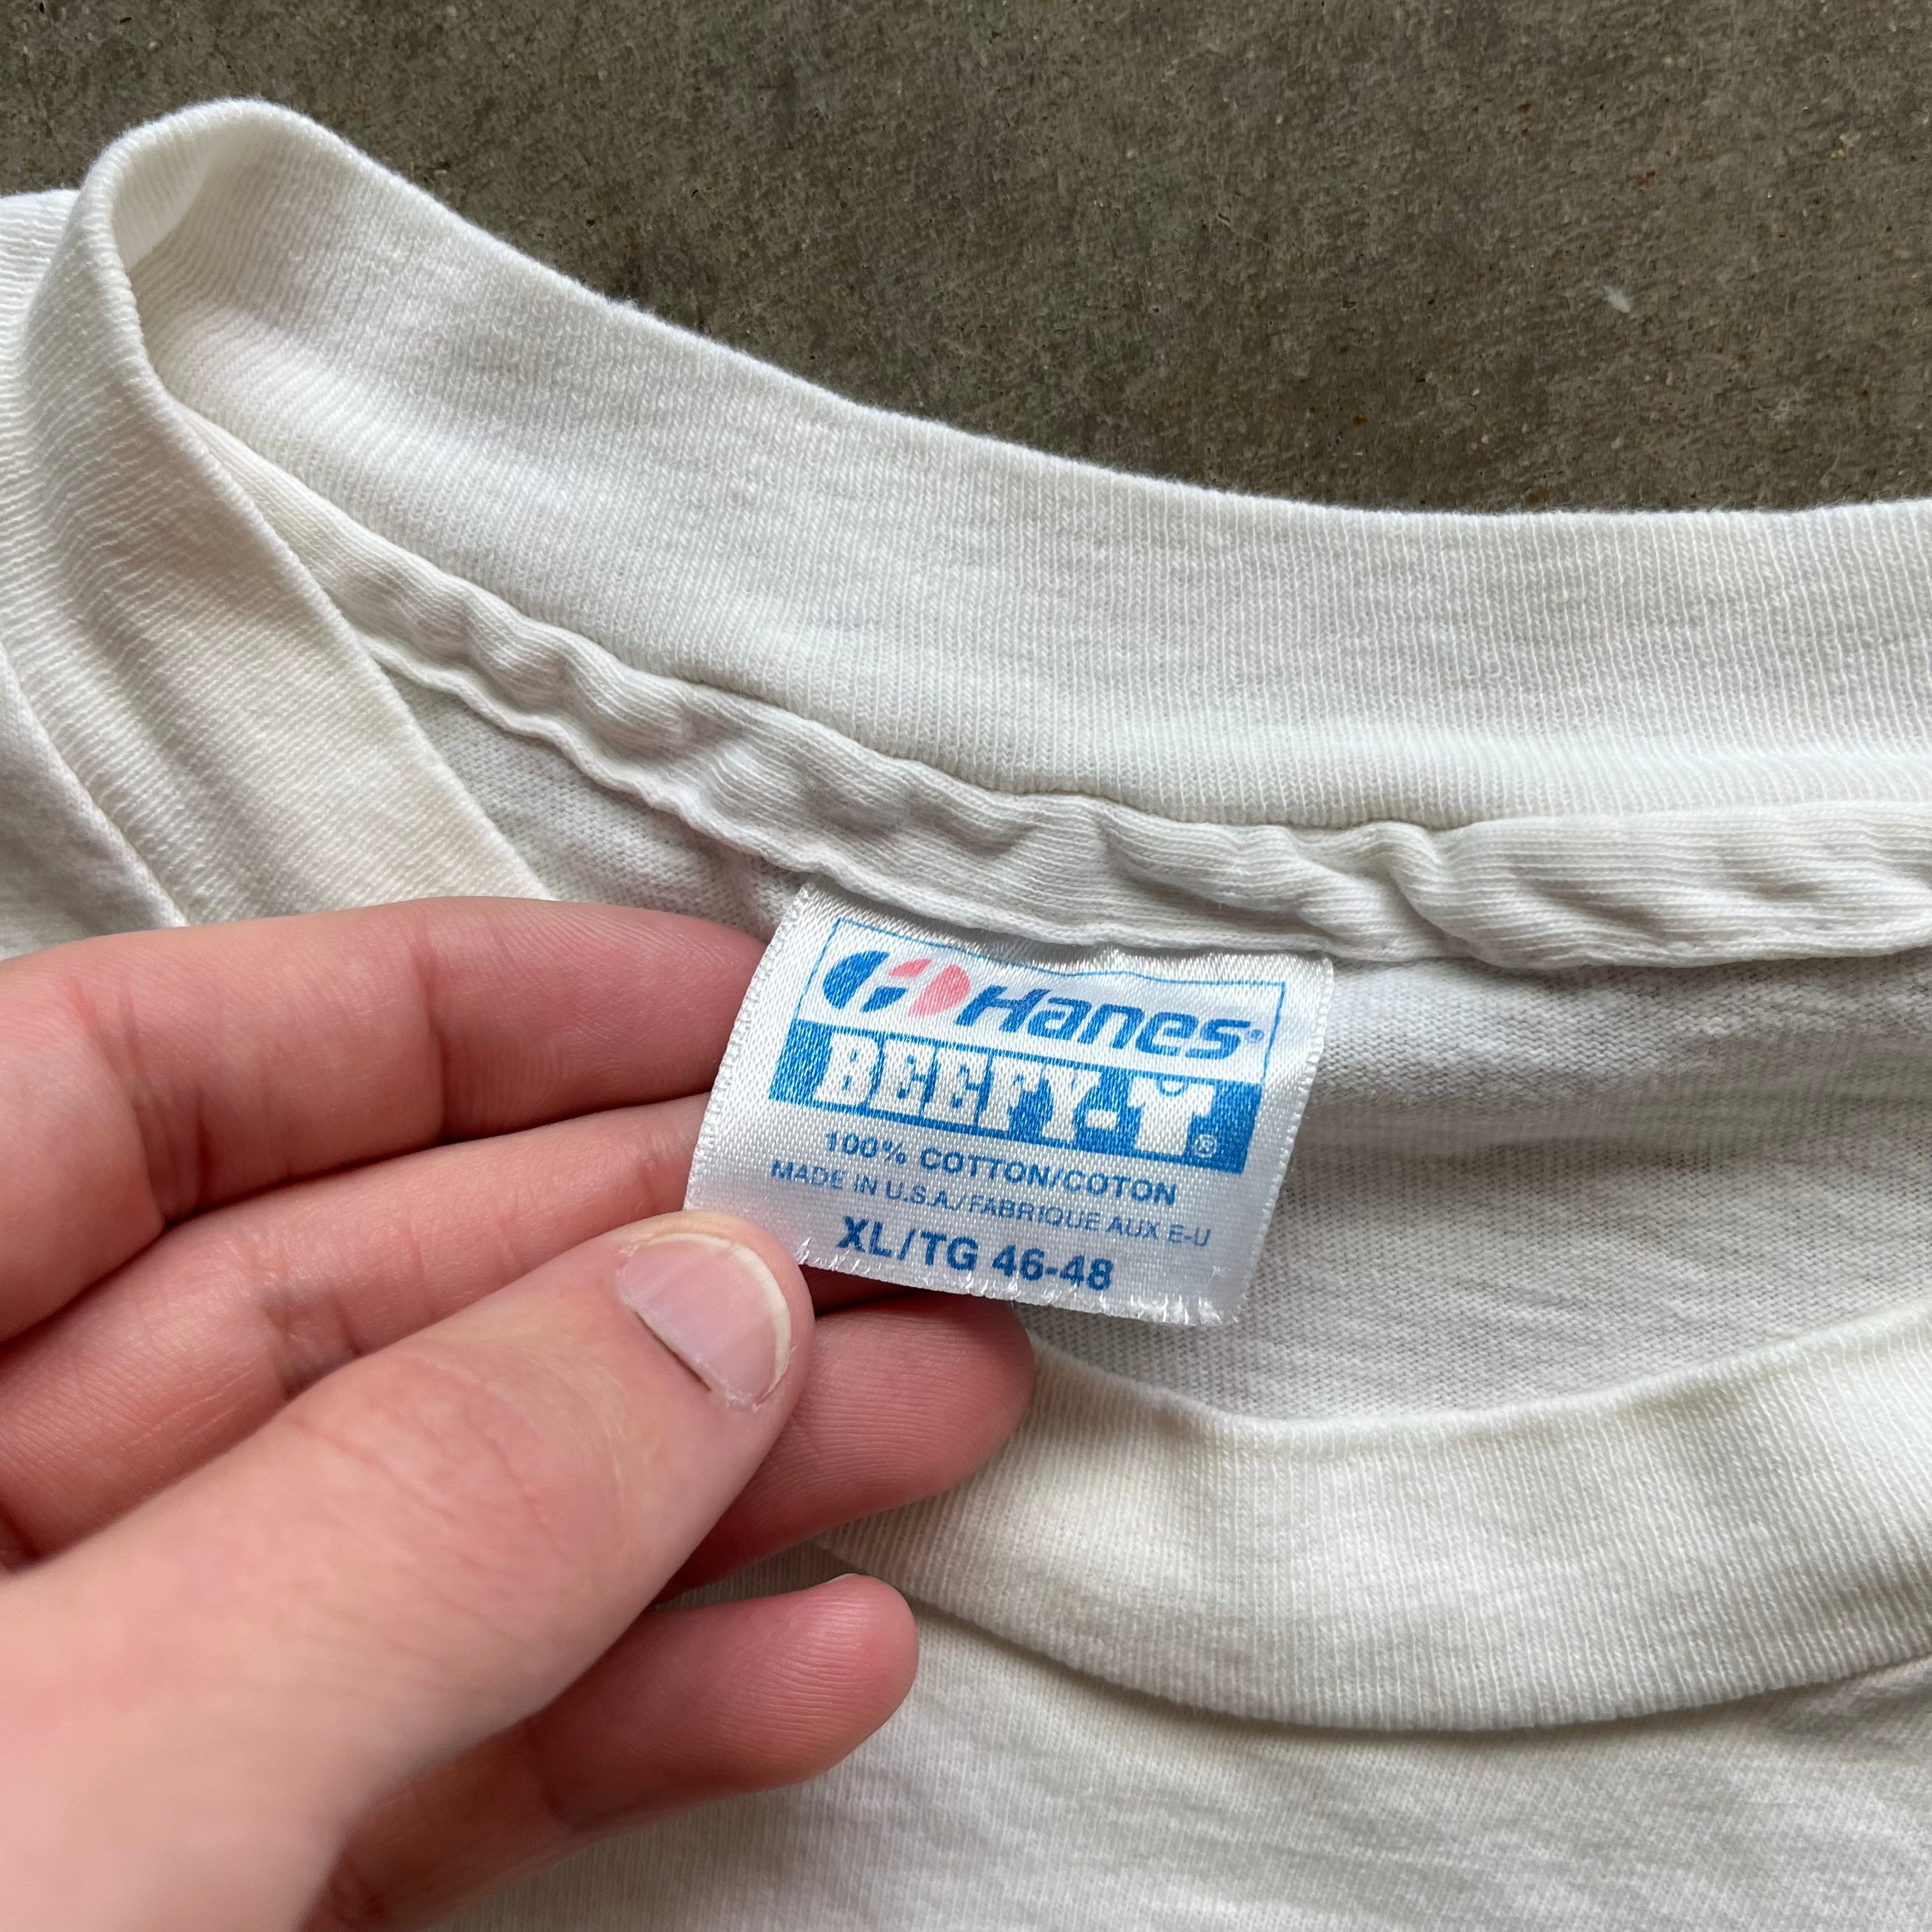 Hanes®
BEEFY-T®
100% COTTON/COTON
MADE IN U.S.A./FABRIQUE AUX E-U
XL/TG 46-48